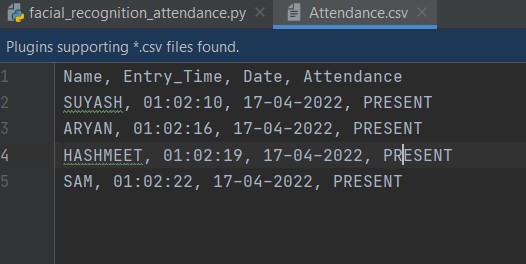 facial_recognition_attendance.py Attendance.csv
Plugins supporting *.csv files found.
1 Name, Entry_Time, Date, Attendance
2 SUYASH, 01:02:10, 17-04-2022, PRESENT
3 ARYAN, 01:02:16, 17-04-2022, PRESENT
4 HASHMEET, 01:02:19, 17-04-2022, PRESENT
5 SAM, 01:02:22, 17-04-2022, PRESENT